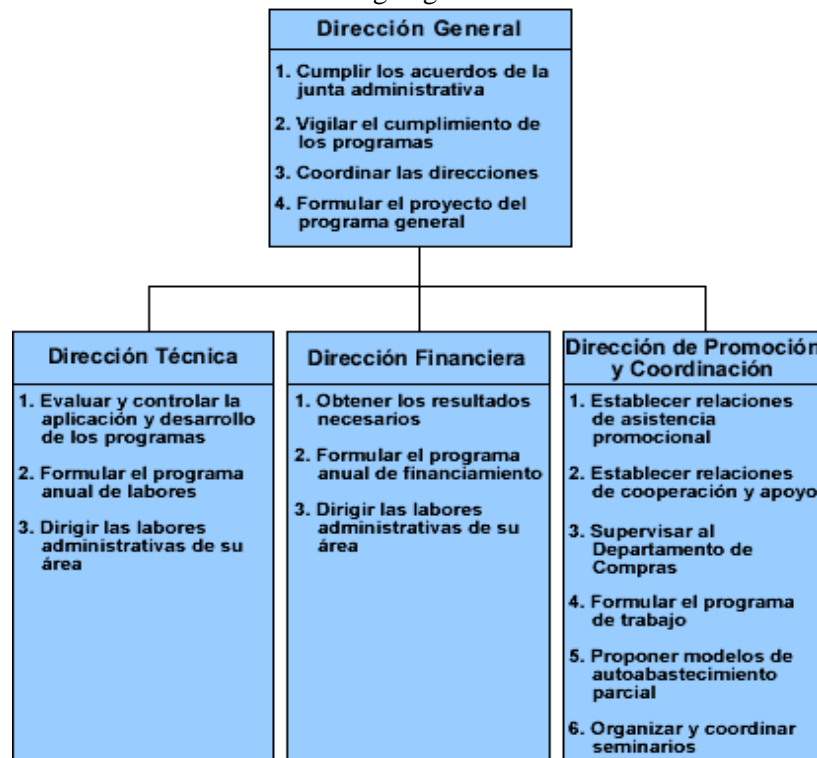 Dirección General
1. Cumplir los acuerdos de la
junta administrativa
2. Vigilar el cumplimiento de
los programas
3. Coordinar las direcciones
4. Formular el proyecto del
programa general
Dirección Técnica
1. Evaluar y controlar la
aplicación y desarrollo
de los programas
2. Formular el programa
anual de labores
3. Dirigir las labores
administrativas de su
área
Dirección Financiera
1. Obtener los resultados
necesarios
2. Formular el programa
anual de financiamiento
3. Dirigir las labores
administrativas de su
área
Dirección de Promoción
y Coordinación
1. Establecer relaciones
de asistencia
promocional
2. Establecer relaciones
de cooperación y apoyo
3. Supervisar al
Departamento de
Compras
4. Formular el programa
de trabajo
5. Proponer modelos de
autoabastecimiento
parcial
6. Organizar y coordinar
seminarios